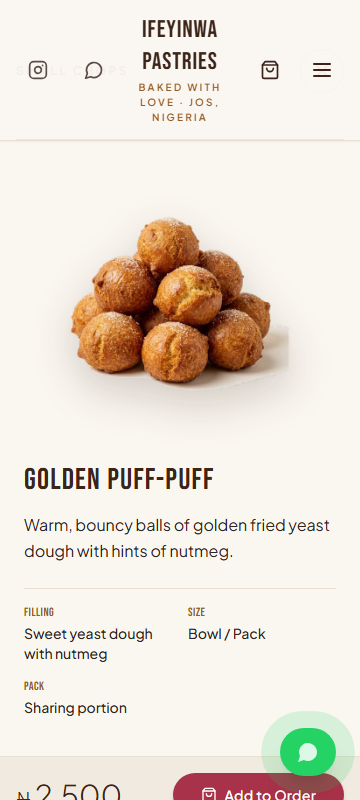 IFEYINWA
PASTRIES
BAKED WITH
LOVE · JOS,
NIGERIA
GOLDEN PUFF-PUFF
Warm, bouncy balls of golden fried yeast
dough with hints of nutmeg.
FILLING
SIZE
Sweet yeast dough
with nutmeg
Bowl / Pack
PACK
Sharing portion
₦2,500
Add to Order